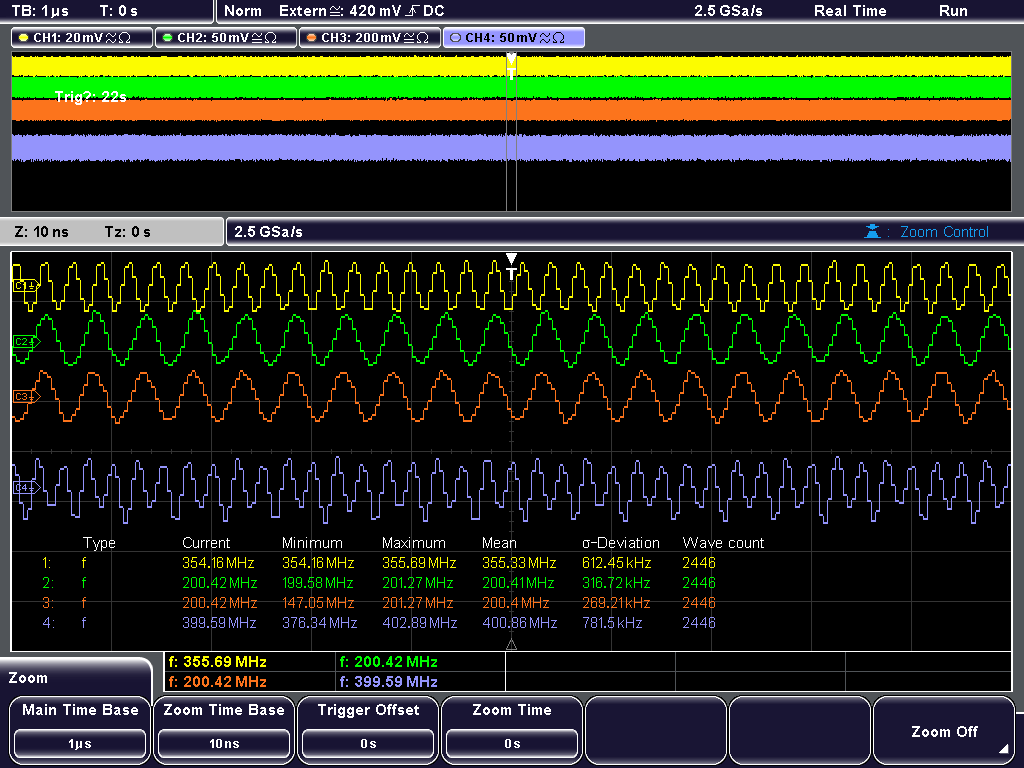 TB: 1µs T: 0 s Norm Extern≅: 420 mV DC 2.5 GSa/s Real Time Run
CH1: 20mV≂Ω CH2: 50mV≅Ω CH3: 200mV≅Ω CH4: 50mV≂Ω
T
Trig?: 22s
Z: 10 ns Tz: 0 s 2.5 GSa/s : Zoom Control
T
C1
C2
C3
C4
Type Current Minimum Maximum Mean σ-Deviation Wave count
1: f 354.16 MHz 354.16 MHz 355.69 MHz 355.33 MHz 612.45 kHz 2446
2: f 200.42 MHz 199.58 MHz 201.27 MHz 200.41 MHz 316.72 kHz 2446
3: f 200.42 MHz 147.05 MHz 201.27 MHz 200.4 MHz 269.21 kHz 2446
4: f 399.59 MHz 376.34 MHz 402.89 MHz 400.86 MHz 781.5 kHz 2446
f: 355.69 MHz f: 200.42 MHz
f: 200.42 MHz f: 399.59 MHz
Zoom
Main Time Base Zoom Time Base Trigger Offset Zoom Time
1µs 10ns 0s 0s
Zoom Off